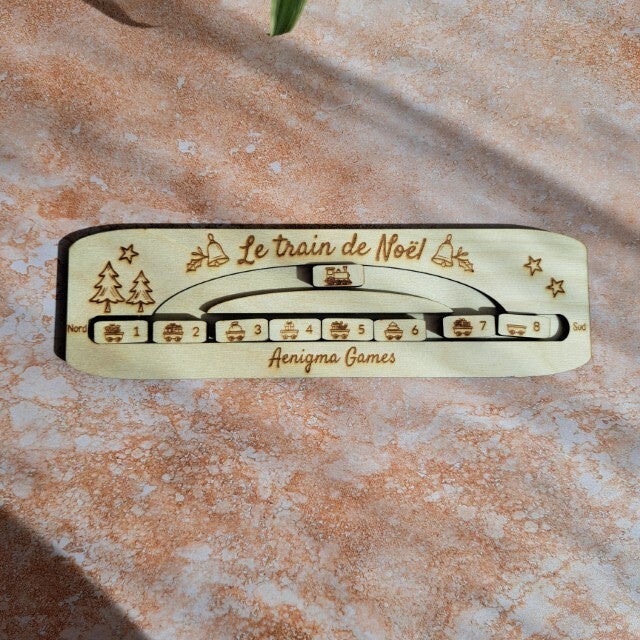 Le train de Noël
Nord 1 2 3 4 5 6 7 8 Sud
Aenigma Games